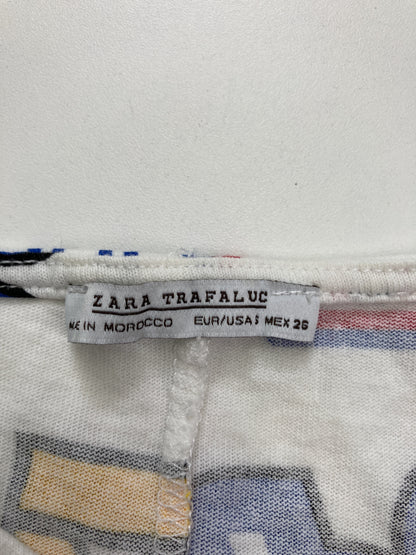 ZARA TRAFALUC
MADE IN MOROCCO EUR/USA S MEX 26